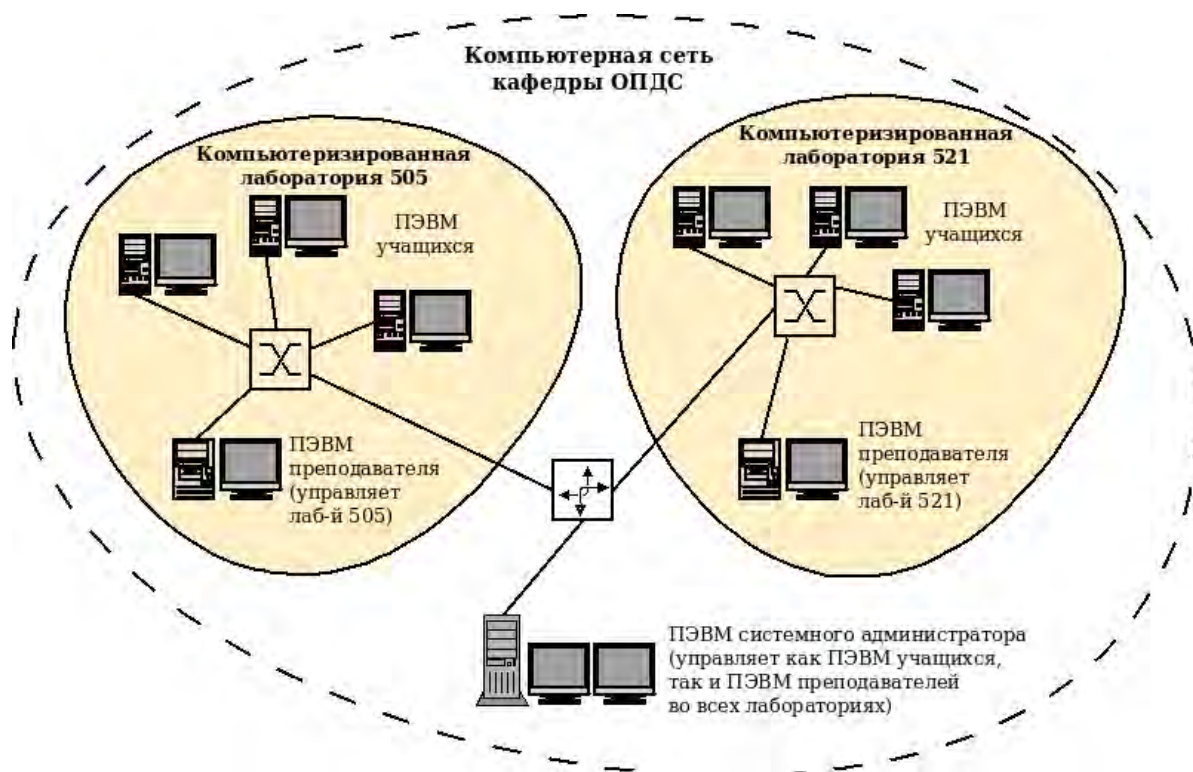 Компьютерная сеть
кафедры ОПДС
Компьютеризированная
лаборатория 505
ПЭВМ
учащихся
ПЭВМ
преподавателя
(управляет
лаб-й 505)
Компьютеризированная
лаборатория 521
ПЭВМ
учащихся
ПЭВМ
преподавателя
(управляет
лаб-й 521)
ПЭВМ системного администратора
(управляет как ПЭВМ учащихся,
так и ПЭВМ преподавателей
во всех лабораториях)